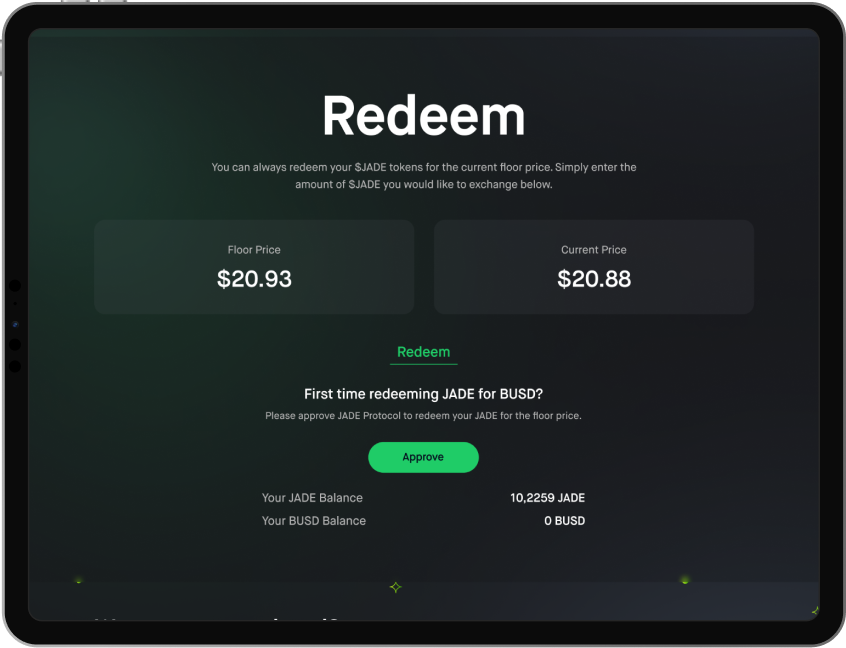 Redeem
You can always redeem your $JADE tokens for the current floor price. Simply enter the
amount of $JADE you would like to exchange below.
Floor Price
$20.93
Current Price
$20.88
Redeem
First time redeeming JADE for BUSD?
Please approve JADE Protocol to redeem your JADE for the floor price.
Approve
Your JADE Balance 10,2259 JADE
Your BUSD Balance 0 BUSD